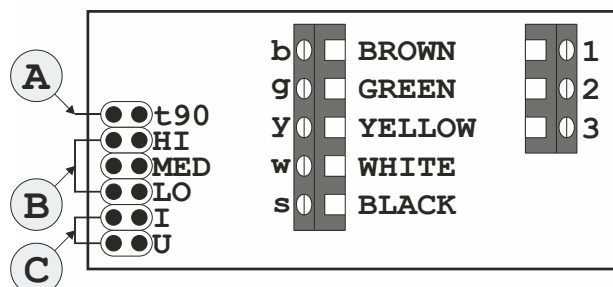 A
B
C
t90
HI
MED
LO
I
U
b BROWN
g GREEN
y YELLOW
w WHITE
s BLACK
1
2
3